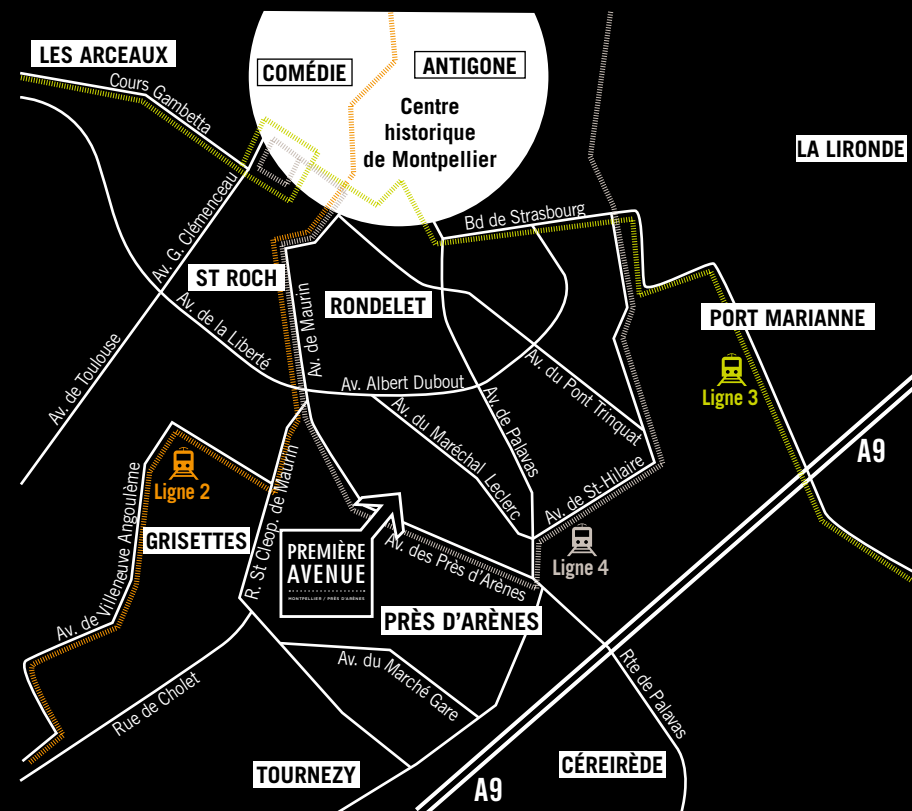 LES ARCEAUX
COMÉDIE
ANTIGONE
Cours Gambetta
Centre
historique
de Montpellier
LA LIRONDE
Bd de Strasbourg
Av. G. Clémenceau
ST ROCH
RONDELET
PORT MARIANNE
Av. de la Liberté
Av. de Maurin
Av. de Toulouse
Av. Albert Dubout
Av. du Pont Trinquat
Ligne 3
Av. du Maréchal Leclerc
Av. de Palavas
A9
Ligne 2
Av. de St-Hilaire
R. St Cleop. de Maurin
Av. de Villeneuve Angoulème
GRISETTES
PREMIÈRE
AVENUE
MONTPELLIER / PRÈS D'ARÈNES
Av. des Près d'Arènes
Ligne 4
PRÈS D'ARÈNES
Av. du Marché Gare
Rue de Cholet
Rte de Palavas
TOURNEZY
CÉREIRÈDE
A9